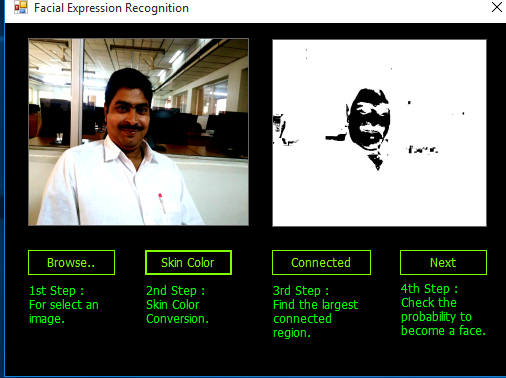 Facial Expression Recognition
Browse..
Skin Color
Connected
Next
1st Step :
For select an
image.
2nd Step :
Skin Color
Conversion.
3rd Step :
Find the largest
connected
region.
4th Step :
Check the
probability to
become a face.